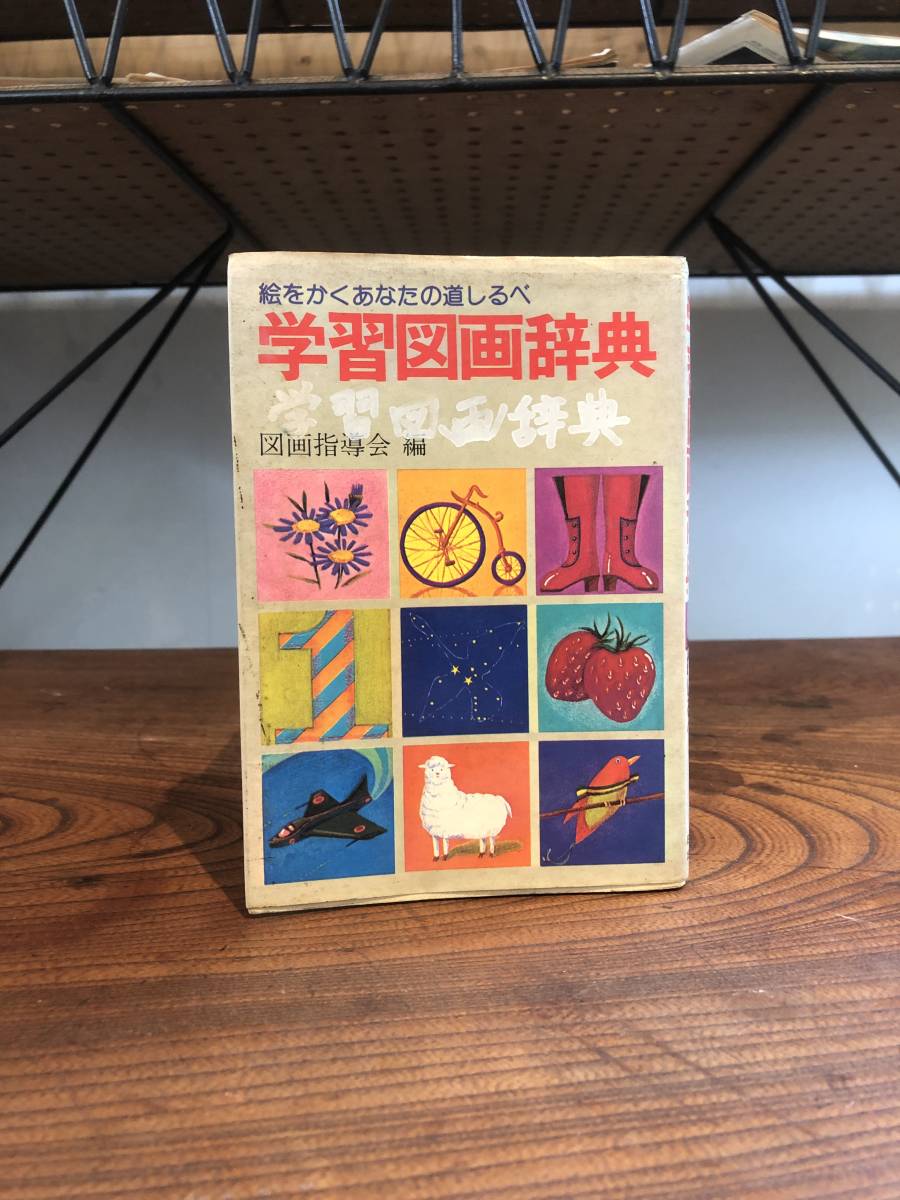 絵をかくあなたの道しるべ
学習図画辞典
学習図画辞典
図画指導会 編
1